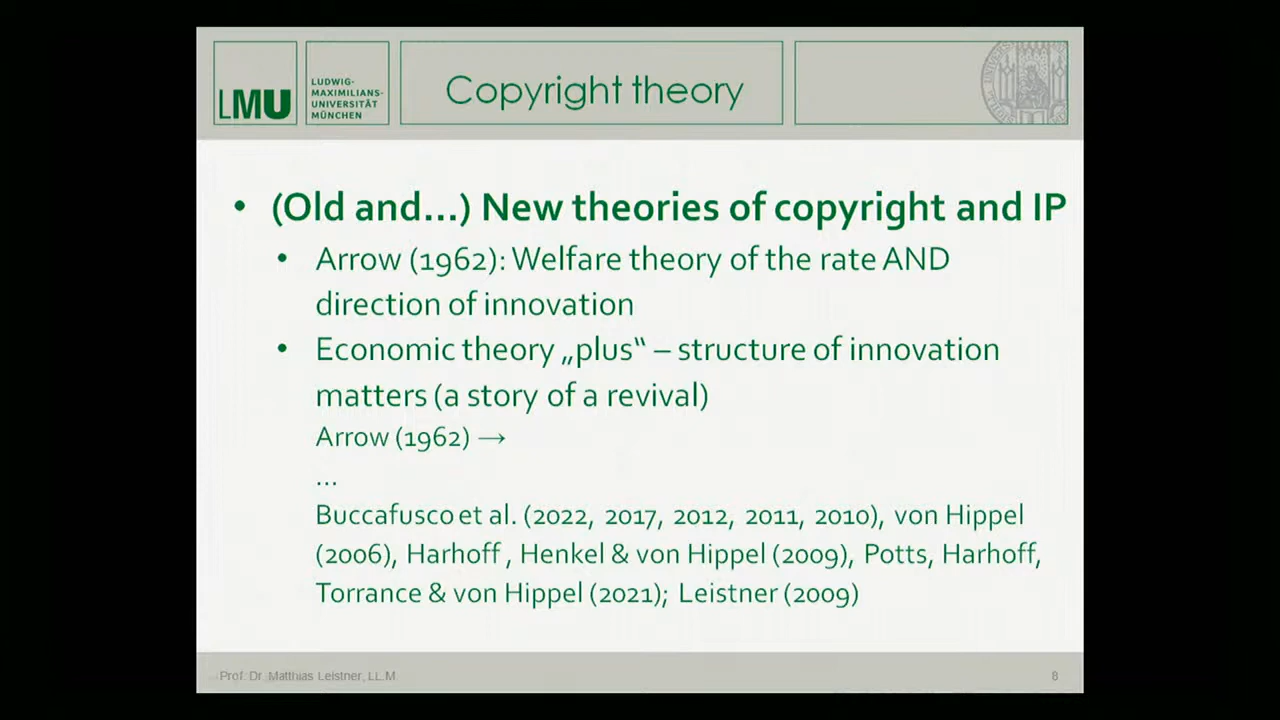 LMU
LUDWIG-
MAXIMILIANS-
UNIVERSITÄT
MÜNCHEN
Copyright theory
• (Old and...) New theories of copyright and IP
• Arrow (1962): Welfare theory of the rate AND
direction of innovation
• Economic theory „plus“ – structure of innovation
matters (a story of a revival)
Arrow (1962) →
...
Buccafusco et al. (2022, 2017, 2012, 2011, 2010), von Hippel
(2006), Harhoff , Henkel & von Hippel (2009), Potts, Harhoff,
Torrance & von Hippel (2021); Leistner (2009)
Prof. Dr. Matthias Leistner, LL.M.
8